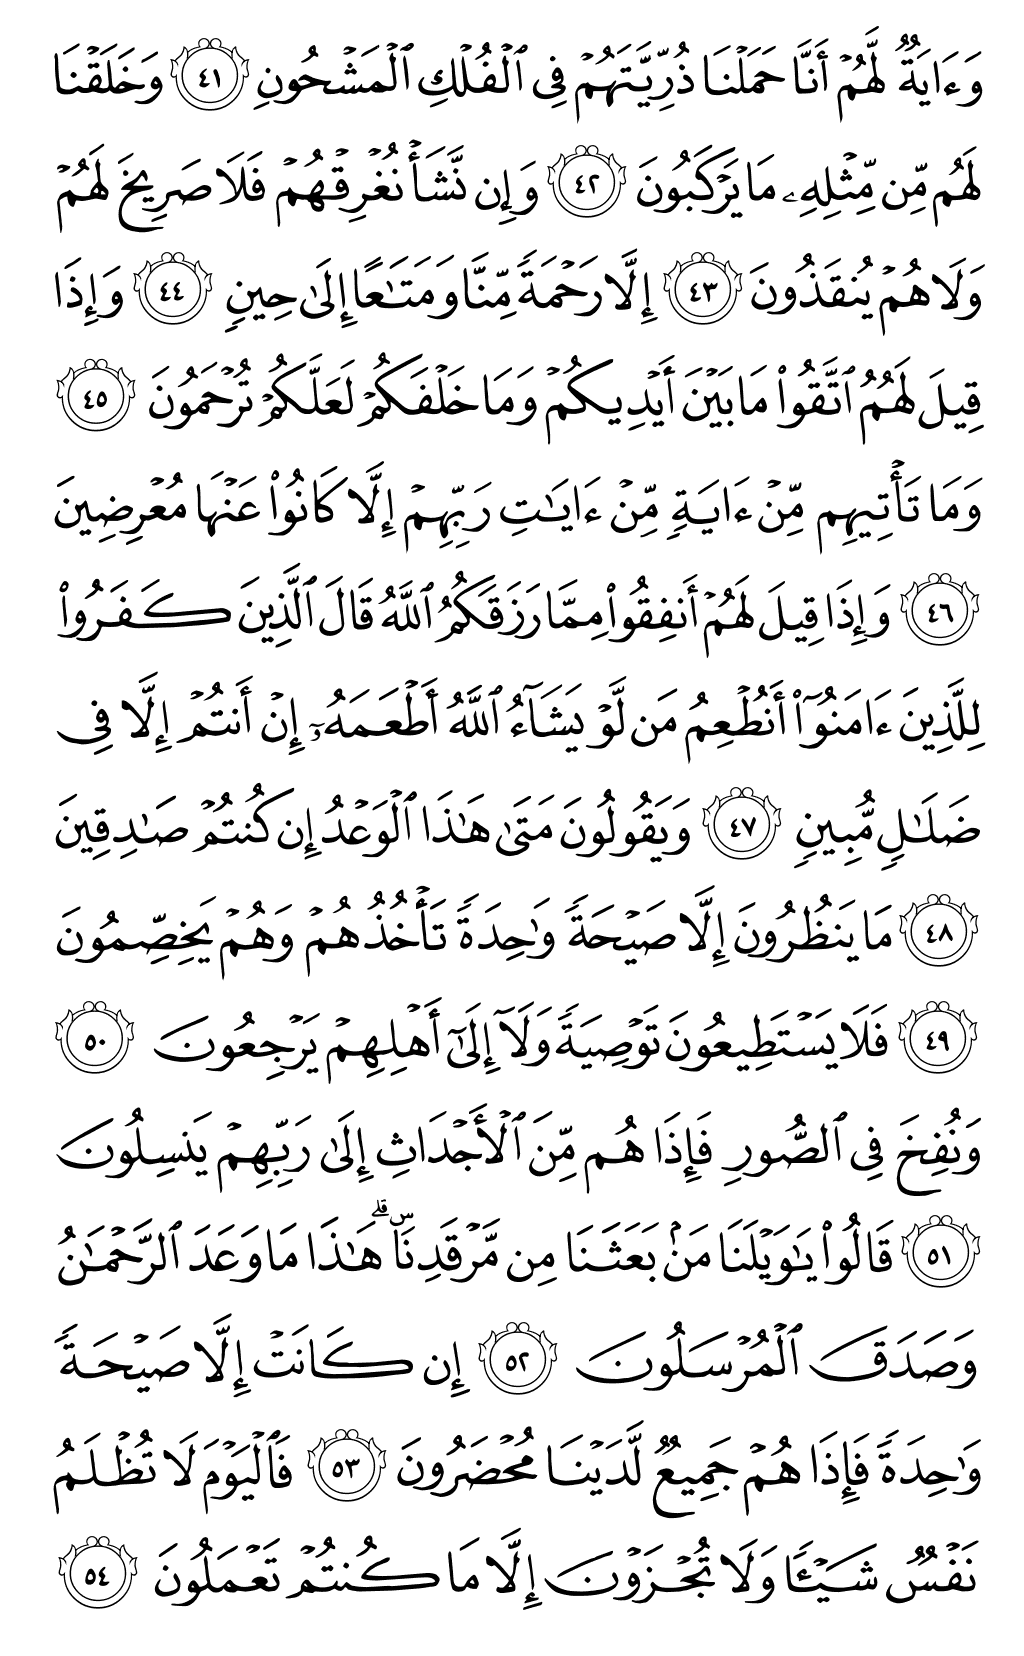 وَءَايَةٌ لَّهُمْ أَنَّا حَمَلْنَا ذُرِّيَّتَهُمْ فِى ٱلْفُلْكِ ٱلْمَشْحُونِ ٤١ وَخَلَقْنَا
لَهُم مِّن مِّثْلِهِۦ مَا يَرْكَبُونَ ٤٢ وَإِن نَّشَأْ نُغْرِقْهُمْ فَلَا صَرِيخَ لَهُمْ
وَلَا هُمْ يُنقَذُونَ ٤٣ إِلَّا رَحْمَةً مِّنَّا وَمَتَـٰعًا إِلَىٰ حِينٍ ٤٤ وَإِذَا
قِيلَ لَهُمُ ٱتَّقُوا۟ مَا بَيْنَ أَيْدِيكُمْ وَمَا خَلْفَكُمْ لَعَلَّكُمْ تُرْحَمُونَ ٤٥
وَمَا تَأْتِيهِم مِّنْ ءَايَةٍ مِّنْ ءَايَـٰتِ رَبِّهِمْ إِلَّا كَانُوا۟ عَنْهَا مُعْرِضِينَ
٤٦ وَإِذَا قِيلَ لَهُمْ أَنفِقُوا۟ مِمَّا رَزَقَكُمُ ٱللَّهُ قَالَ ٱلَّذِينَ كَفَرُوا۟
لِلَّذِينَ ءَامَنُوٓا۟ أَنُطْعِمُ مَن لَّوْ يَشَآءُ ٱللَّهُ أَطْعَمَهُۥٓ إِنْ أَنتُمْ إِلَّا فِى
ضَلَـٰلٍ مُّبِينٍ ٤٧ وَيَقُولُونَ مَتَىٰ هَـٰذَا ٱلْوَعْدُ إِن كُنتُمْ صَـٰدِقِينَ
٤٨ مَا يَنظُرُونَ إِلَّا صَيْحَةً وَٰحِدَةً تَأْخُذُهُمْ وَهُمْ يَخِصِّمُونَ
٤٩ فَلَا يَسْتَطِيعُونَ تَوْصِيَةً وَلَآ إِلَىٰٓ أَهْلِهِمْ يَرْجِعُونَ ٥٠
وَنُفِخَ فِى ٱلصُّورِ فَإِذَا هُم مِّنَ ٱلْأَجْدَاثِ إِلَىٰ رَبِّهِمْ يَنسِلُونَ
٥١ قَالُوا۟ يَـٰوَيْلَنَا مَنۢ بَعَثَنَا مِن مَّرْقَدِنَا ۜ ۗ هَـٰذَا مَا وَعَدَ ٱلرَّحْمَـٰنُ
وَصَدَقَ ٱلْمُرْسَلُونَ ٥٢ إِن كَانَتْ إِلَّا صَيْحَةً
وَٰحِدَةً فَإِذَا هُمْ جَمِيعٌ لَّدَيْنَا مُحْضَرُونَ ٥٣ فَٱلْيَوْمَ لَا تُظْلَمُ
نَفْسٌ شَيْـًٔا وَلَا تُجْزَوْنَ إِلَّا مَا كُنتُمْ تَعْمَلُونَ ٥٤